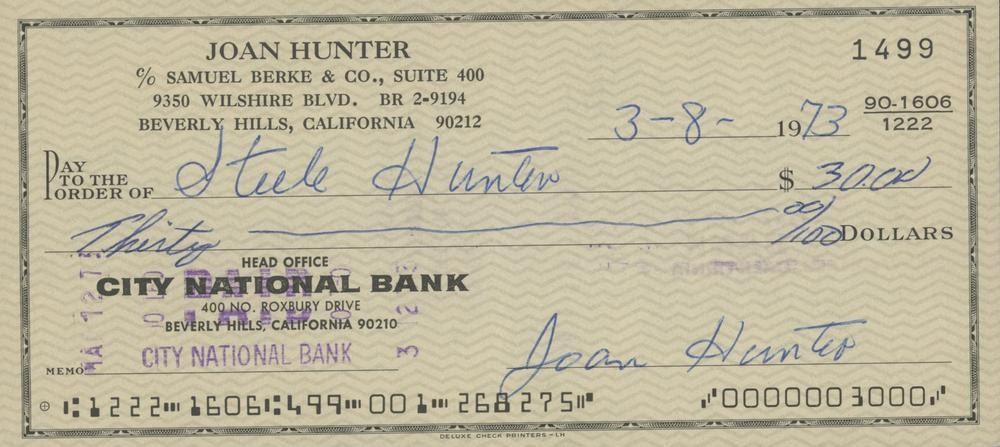 JOAN HUNTER
% SAMUEL BERKE & CO., SUITE 400
9350 WILSHIRE BLVD. BR 2-9194
BEVERLY HILLS, CALIFORNIA 90212
1499
3-8- 1973
90-1606
1222
PAY TO THE ORDER OF Steele Hunter $ 30.00
Thirty 00/100 DOLLARS
HEAD OFFICE
CITY NATIONAL BANK
400 NO. ROXBURY DRIVE
BEVERLY HILLS, CALIFORNIA 90210
PAID
CITY NATIONAL BANK
MEMO
Joan Hunter
1222 1606 499 001 268275 0000003000
DELUXE CHECK PRINTERS - LH